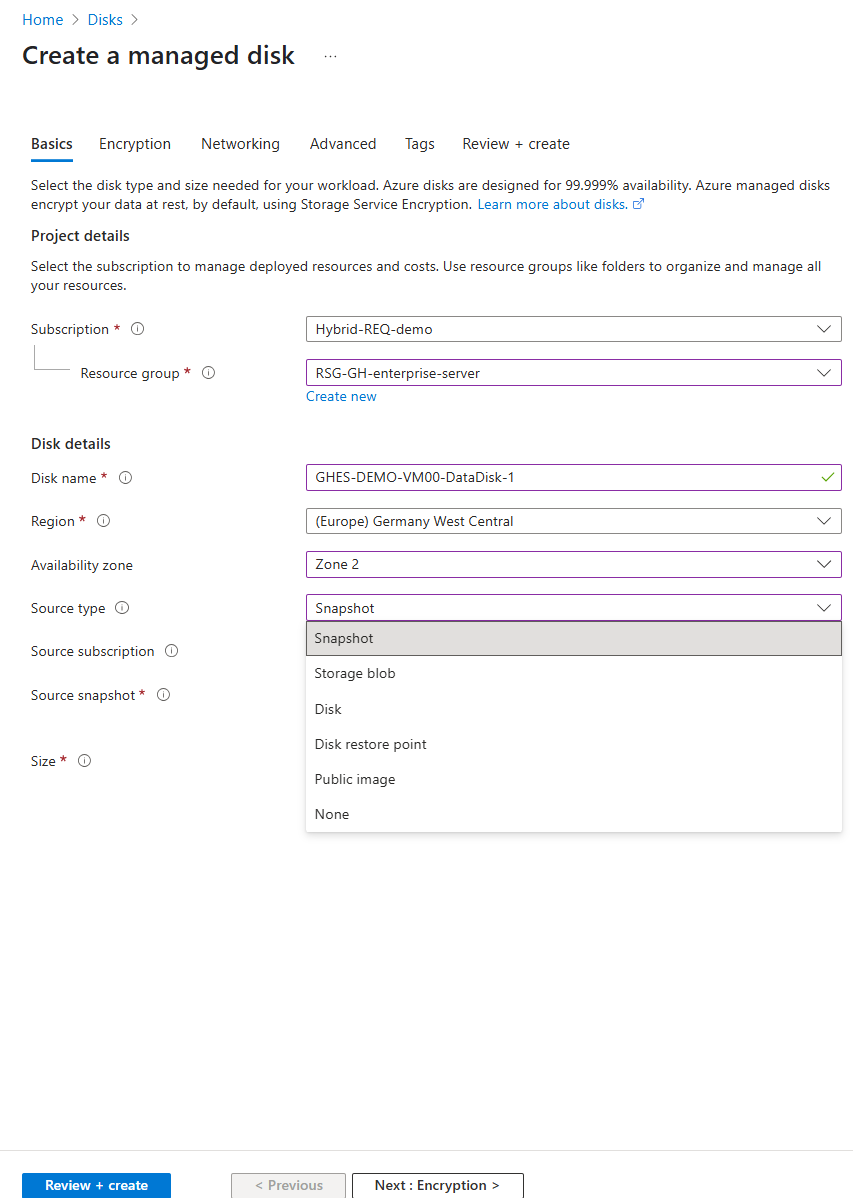 Home > Disks >
Create a managed disk ...
Basics Encryption Networking Advanced Tags Review + create
Select the disk type and size needed for your workload. Azure disks are designed for 99.999% availability. Azure managed disks
encrypt your data at rest, by default, using Storage Service Encryption. Learn more about disks.
Project details
Select the subscription to manage deployed resources and costs. Use resource groups like folders to organize and manage all
your resources.
Subscription * Hybrid-REQ-demo
Resource group * RSG-GH-enterprise-server
Create new
Disk details
Disk name * GHES-DEMO-VM00-DataDisk-1
Region * (Europe) Germany West Central
Availability zone Zone 2
Source type Snapshot
Snapshot
Source subscription
Storage blob
Source snapshot *
Disk
Disk restore point
Size *
Public image
None
Review + create < Previous Next : Encryption >